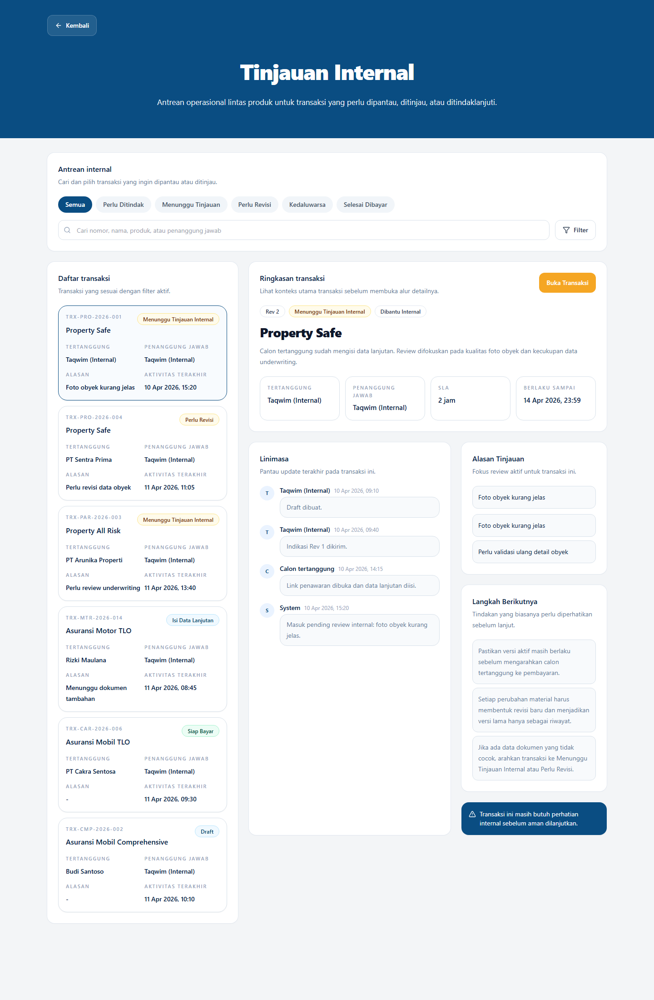 Kembali
Tinjauan Internal
Antrean operasional lintas produk untuk transaksi yang perlu dipantau, ditinjau, atau ditindaklanjuti.
Antrean internal
Cari dan pilih transaksi yang ingin dipantau atau ditinjau.
Semua
Perlu Ditindak
Menunggu Tinjauan
Perlu Revisi
Kedaluwarsa
Selesai Dibayar
Cari nomor, nama, produk, atau penanggung jawab
Filter
Daftar transaksi
Transaksi yang sesuai dengan filter aktif.
TRX-PRO-2026-001
Menunggu Tinjauan Internal
Property Safe
TERTANGGUNG
PENANGGUNG JAWAB
Taqwim (Internal)
Taqwim (Internal)
ALASAN
AKTIVITAS TERAKHIR
Foto obyek kurang jelas
10 Apr 2026, 15:20
TRX-PRO-2026-004
Perlu Revisi
Property Safe
TERTANGGUNG
PENANGGUNG JAWAB
PT Sentra Prima
Taqwim (Internal)
ALASAN
AKTIVITAS TERAKHIR
Perlu revisi data obyek
11 Apr 2026, 11:05
TRX-PAR-2026-003
Menunggu Tinjauan Internal
Property All Risk
TERTANGGUNG
PENANGGUNG JAWAB
PT Arunika Properti
Taqwim (Internal)
ALASAN
AKTIVITAS TERAKHIR
Perlu review underwriting
11 Apr 2026, 13:40
TRX-MTR-2026-014
Isi Data Lanjutan
Asuransi Motor TLO
TERTANGGUNG
PENANGGUNG JAWAB
Rizki Maulana
Taqwim (Internal)
ALASAN
AKTIVITAS TERAKHIR
Menunggu dokumen
tambahan
11 Apr 2026, 08:45
TRX-CAR-2026-006
Siap Bayar
Asuransi Mobil TLO
TERTANGGUNG
PENANGGUNG JAWAB
PT Cakra Sentosa
Taqwim (Internal)
ALASAN
AKTIVITAS TERAKHIR
-
11 Apr 2026, 09:30
TRX-CMP-2026-002
Draft
Asuransi Mobil Comprehensive
TERTANGGUNG
PENANGGUNG JAWAB
Budi Santoso
Taqwim (Internal)
ALASAN
AKTIVITAS TERAKHIR
-
11 Apr 2026, 10:10
Ringkasan transaksi
Lihat konteks utama transaksi sebelum membuka alur detailnya.
Buka Transaksi
Rev 2
Menunggu Tinjauan Internal
Dibantu Internal
Property Safe
Calon tertanggung sudah mengisi data lanjutan. Review difokuskan pada kualitas foto obyek dan kecukupan data
underwriting.
TERTANGGUNG
Taqwim (Internal)
PENANGGUNG
JAWAB
Taqwim (Internal)
SLA
2 jam
BERLAKU SAMPAI
14 Apr 2026, 23:59
Linimasa
Pantau update terakhir pada transaksi ini.
T
Taqwim (Internal) 10 Apr 2026, 09:10
Draft dibuat.
T
Taqwim (Internal) 10 Apr 2026, 09:40
Indikasi Rev 1 dikirim.
C
Calon tertanggung 10 Apr 2026, 14:15
Link penawaran dibuka dan data lanjutan diisi.
S
System 10 Apr 2026, 15:20
Masuk pending review internal: foto obyek kurang
jelas.
Alasan Tinjauan
Fokus review aktif untuk transaksi ini.
Foto obyek kurang jelas
Foto obyek kurang jelas
Perlu validasi ulang detail obyek
Langkah Berikutnya
Tindakan yang biasanya perlu diperhatikan
sebelum lanjut.
Pastikan versi aktif masih berlaku
sebelum mengarahkan calon
tertanggung ke pembayaran.
Setiap perubahan material harus
membentuk revisi baru dan menjadikan
versi lama hanya sebagai riwayat.
Jika ada data dokumen yang tidak
cocok, arahkan transaksi ke Menunggu
Tinjauan Internal atau Perlu Revisi.
Transaksi ini masih butuh perhatian
internal sebelum aman dilanjutkan.